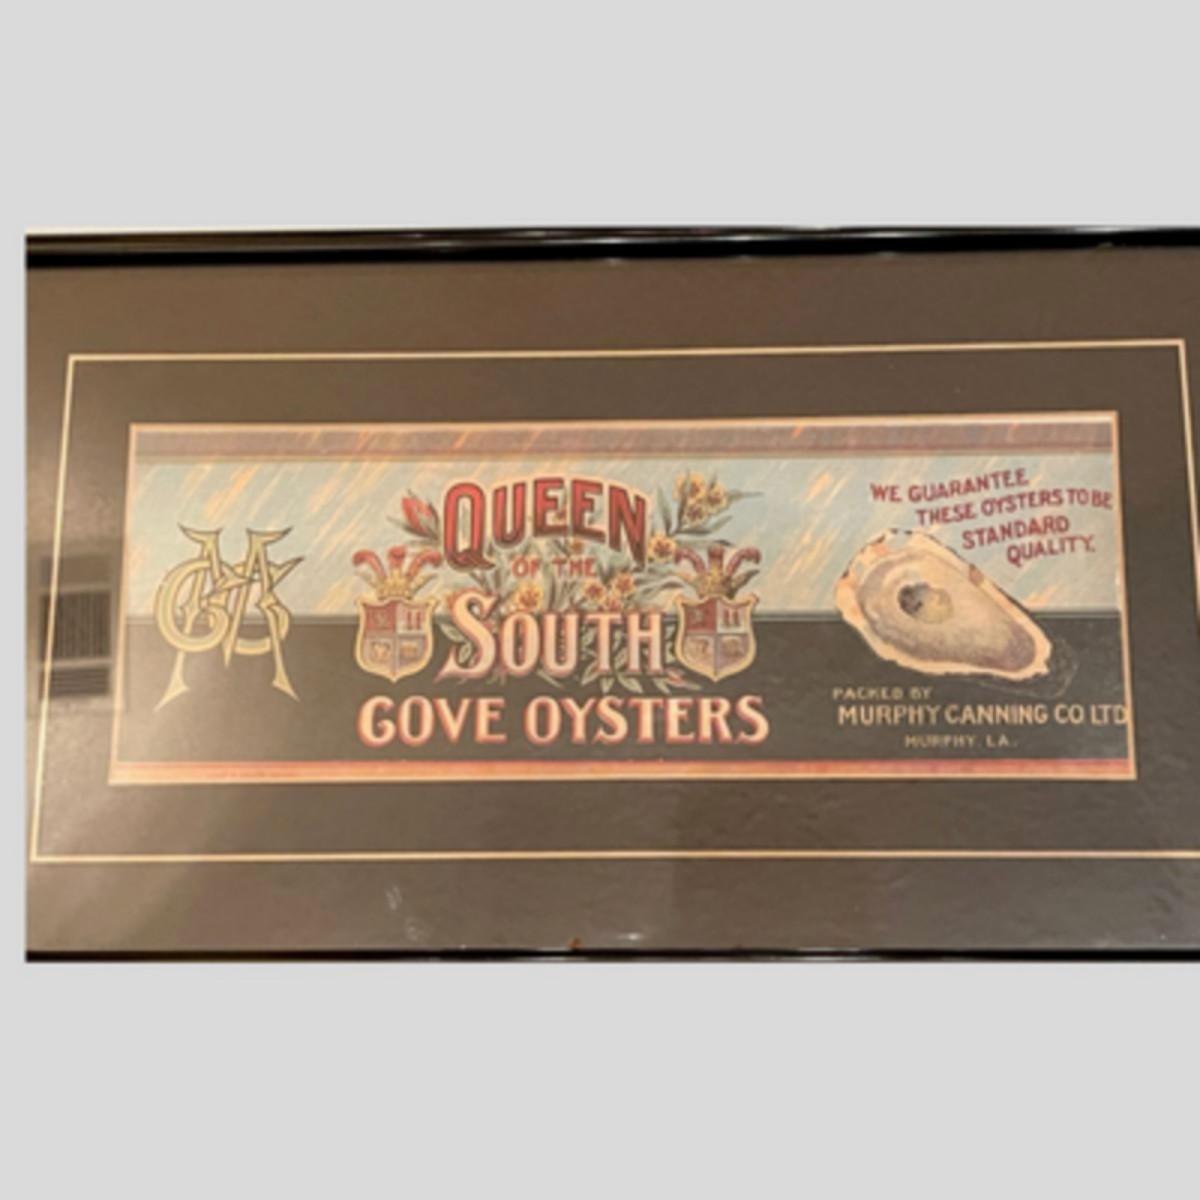 QUEEN
OF THE
SOUTH
COVE OYSTERS
WE GUARANTEE
THESE OYSTERS TO BE
STANDARD
QUALITY.
PACKED BY
MURPHY CANNING CO LTD
MURPHY, LA.